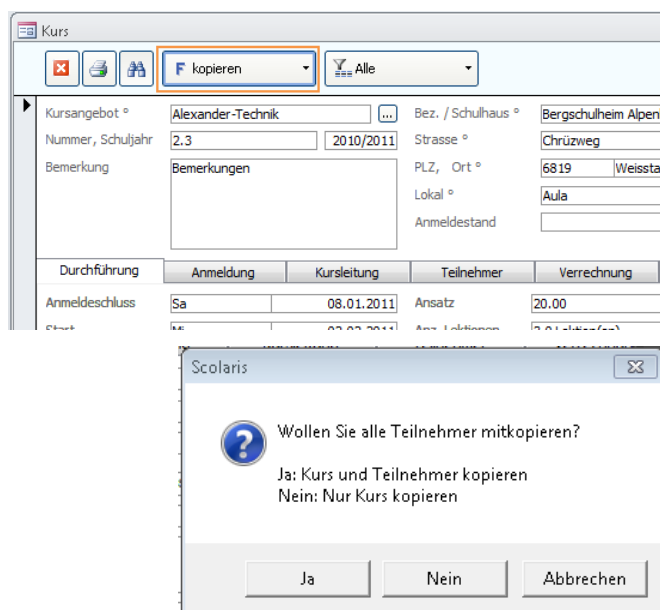 Kurs
F kopieren Alle
Kursangebot ° Alexander-Technik ... Bez. / Schulhaus ° Bergschulheim Alpen
Nummer, Schuljahr 2.3 2010/2011 Strasse ° Chrüzweg
Bemerkung Bemerkungen PLZ, Ort ° 6819 Weissta
Lokal ° Aula
Anmeldestand
Durchführung Anmeldung Kursleitung Teilnehmer Verrechnung
Anmeldeschluss Sa 08.01.2011 Ansatz 20.00
Scolaris
Wollen Sie alle Teilnehmer mitkopieren?
Ja: Kurs und Teilnehmer kopieren
Nein: Nur Kurs kopieren
Ja Nein Abbrechen